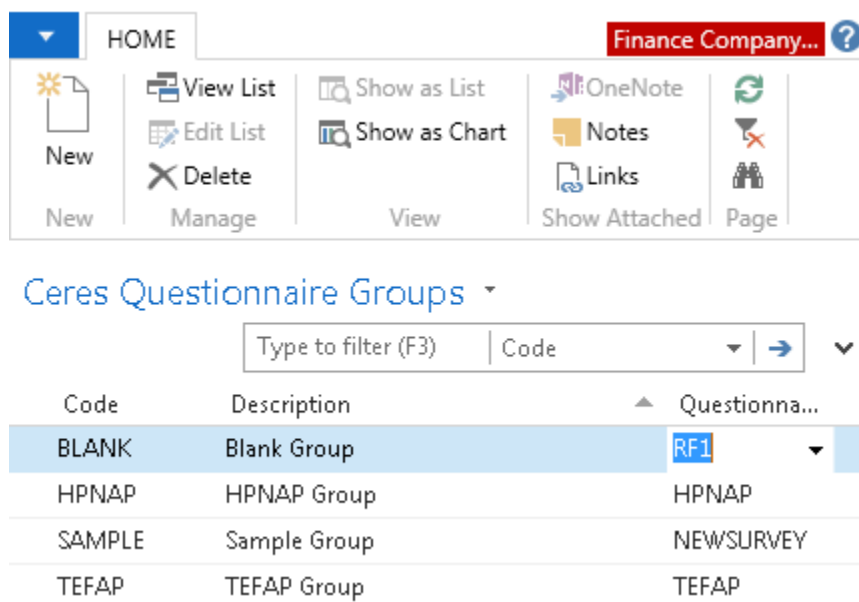 HOME
Finance Company... ?
New
View List
Edit List
Delete
Show as List
Show as Chart
OneNote
Notes
Links
New Manage View Show Attached Page
Ceres Questionnaire Groups
Type to filter (F3) Code
Code Description Questionna...
BLANK Blank Group RF1
HPNAP HPNAP Group HPNAP
SAMPLE Sample Group NEWSURVEY
TEFAP TEFAP Group TEFAP